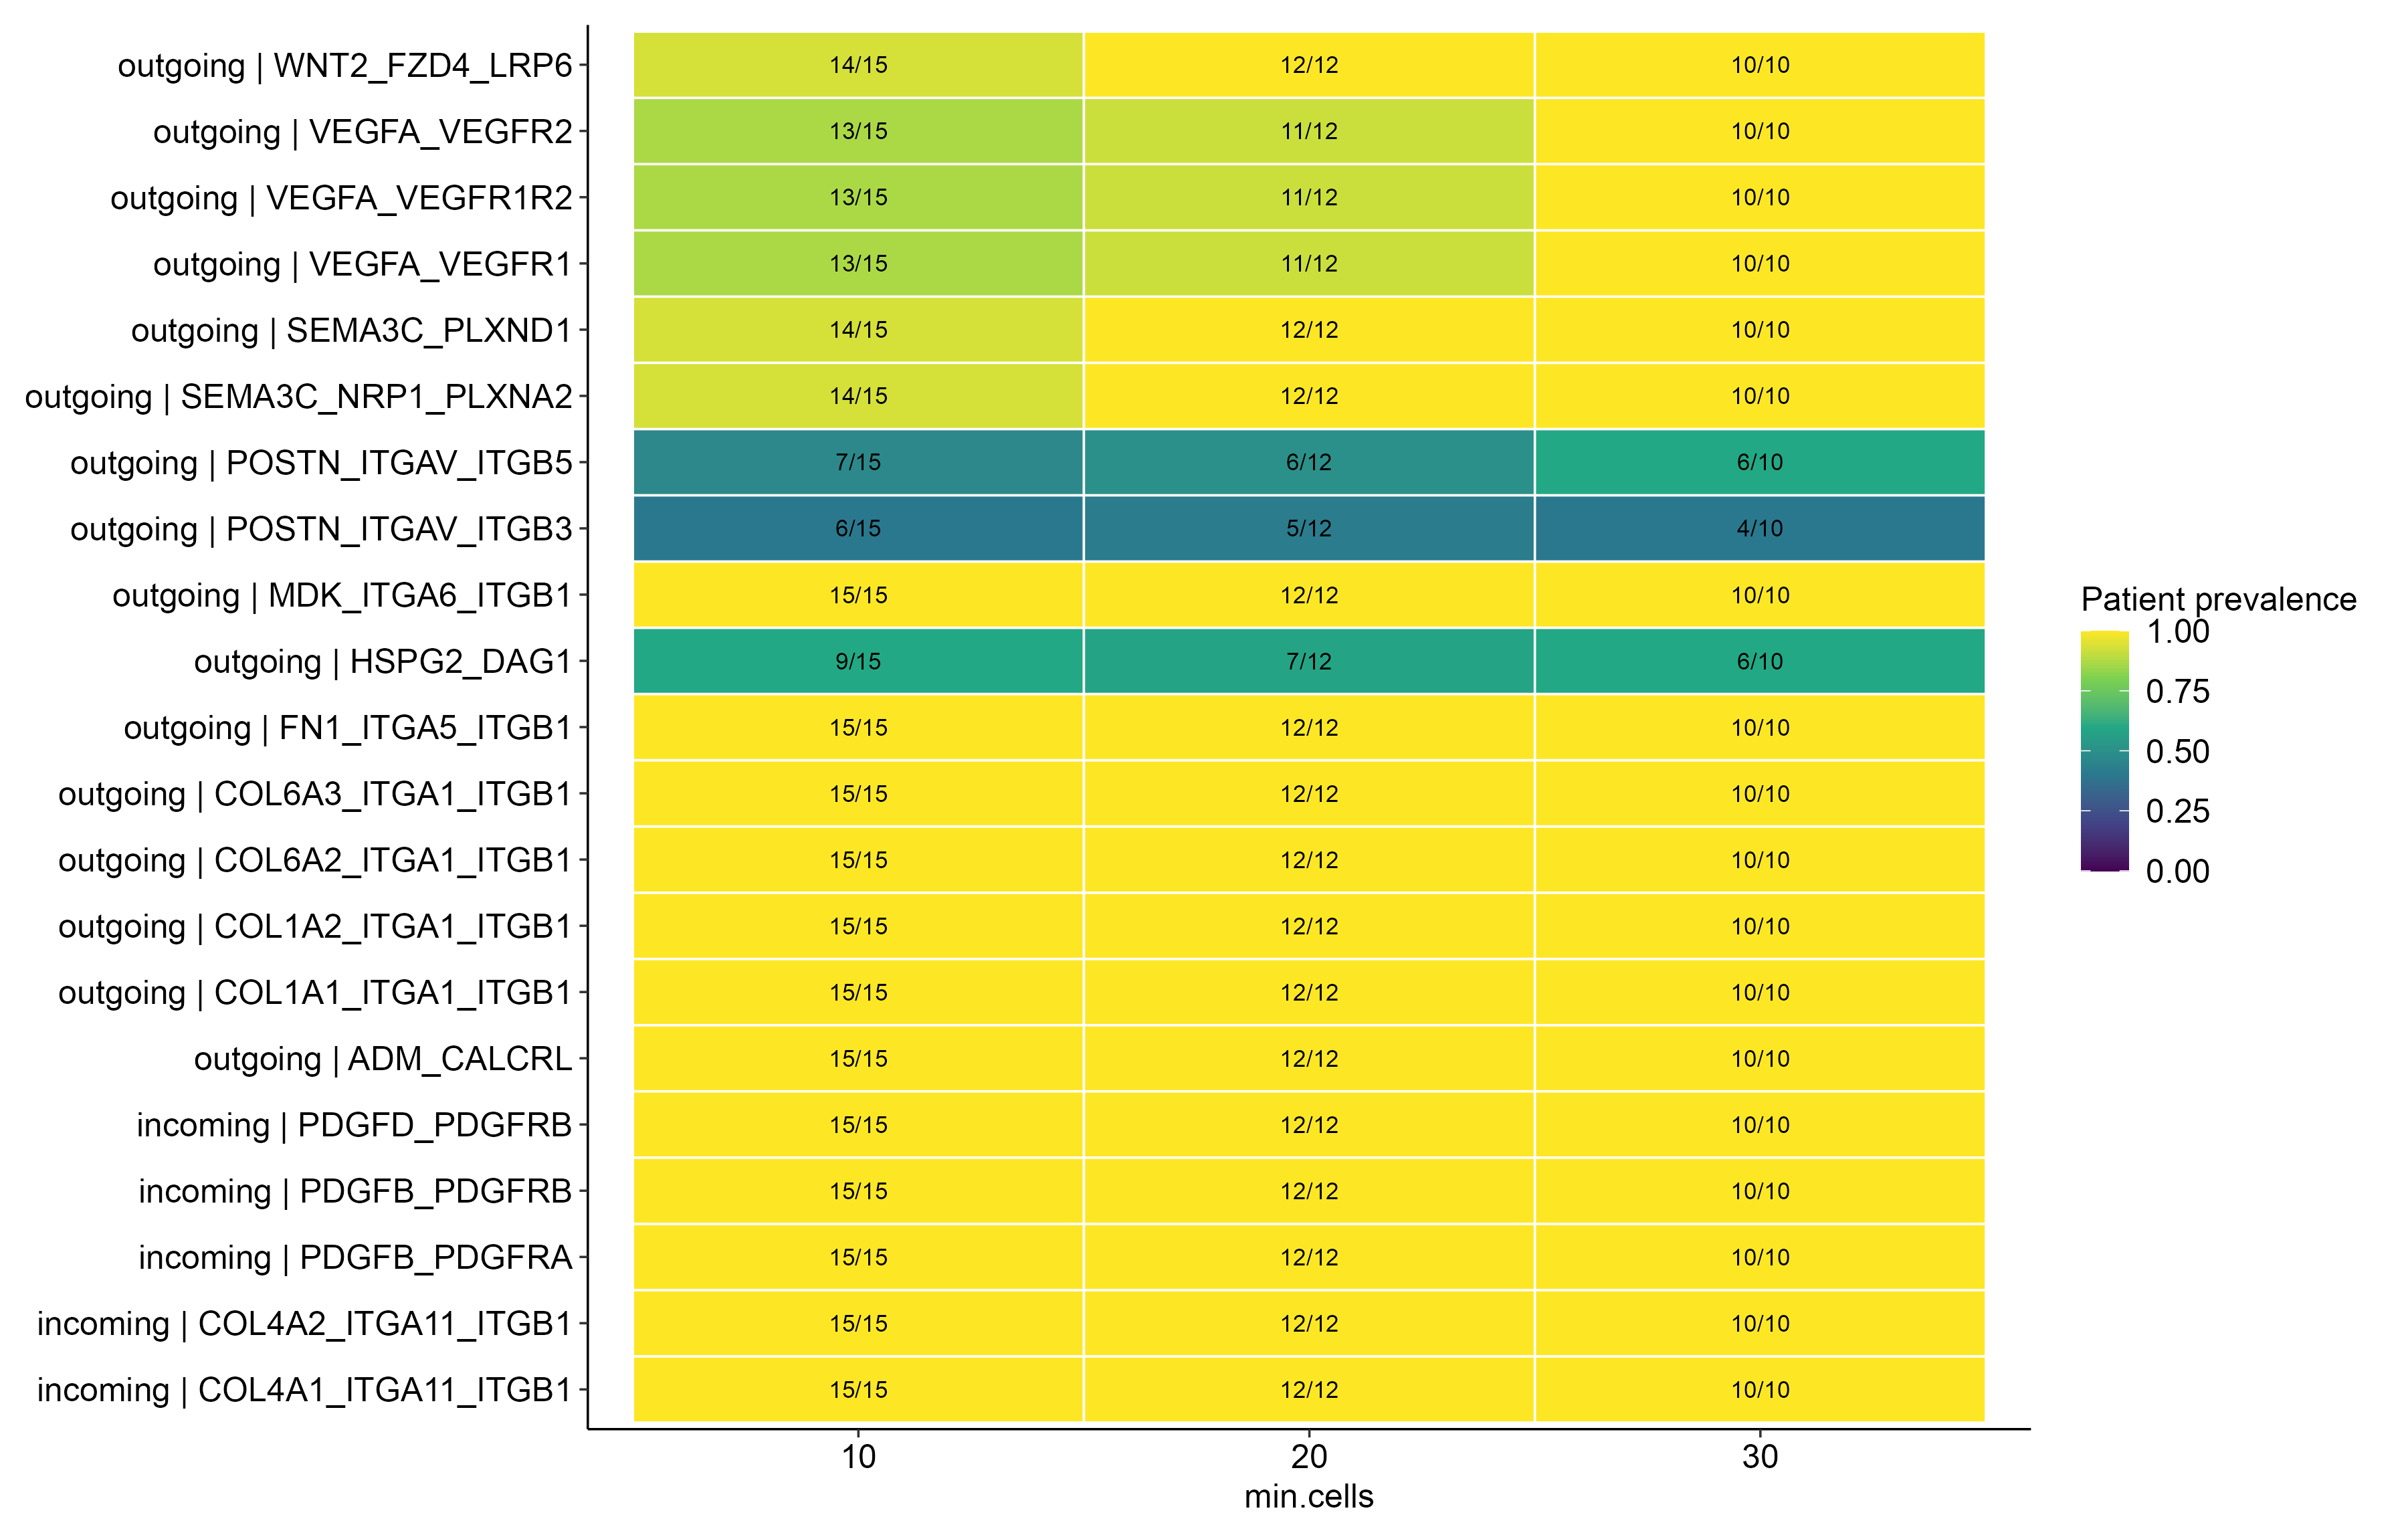 outgoing | WNT2_FZD4_LRP6 14/15 12/12 10/10
outgoing | VEGFA_VEGFR2 13/15 11/12 10/10
outgoing | VEGFA_VEGFR1R2 13/15 11/12 10/10
outgoing | VEGFA_VEGFR1 13/15 11/12 10/10
outgoing | SEMA3C_PLXND1 14/15 12/12 10/10
outgoing | SEMA3C_NRP1_PLXNA2 14/15 12/12 10/10
outgoing | POSTN_ITGAV_ITGB5 7/15 6/12 6/10
outgoing | POSTN_ITGAV_ITGB3 6/15 5/12 4/10
outgoing | MDK_ITGA6_ITGB1 15/15 12/12 10/10
outgoing | HSPG2_DAG1 9/15 7/12 6/10
outgoing | FN1_ITGA5_ITGB1 15/15 12/12 10/10
outgoing | COL6A3_ITGA1_ITGB1 15/15 12/12 10/10
outgoing | COL6A2_ITGA1_ITGB1 15/15 12/12 10/10
outgoing | COL1A2_ITGA1_ITGB1 15/15 12/12 10/10
outgoing | COL1A1_ITGA1_ITGB1 15/15 12/12 10/10
outgoing | ADM_CALCRL 15/15 12/12 10/10
incoming | PDGFD_PDGFRB 15/15 12/12 10/10
incoming | PDGFB_PDGFRB 15/15 12/12 10/10
incoming | PDGFB_PDGFRA 15/15 12/12 10/10
incoming | COL4A2_ITGA11_ITGB1 15/15 12/12 10/10
incoming | COL4A1_ITGA11_ITGB1 15/15 12/12 10/10
10 20 30
min.cells
Patient prevalence
1.00
0.75
0.50
0.25
0.00